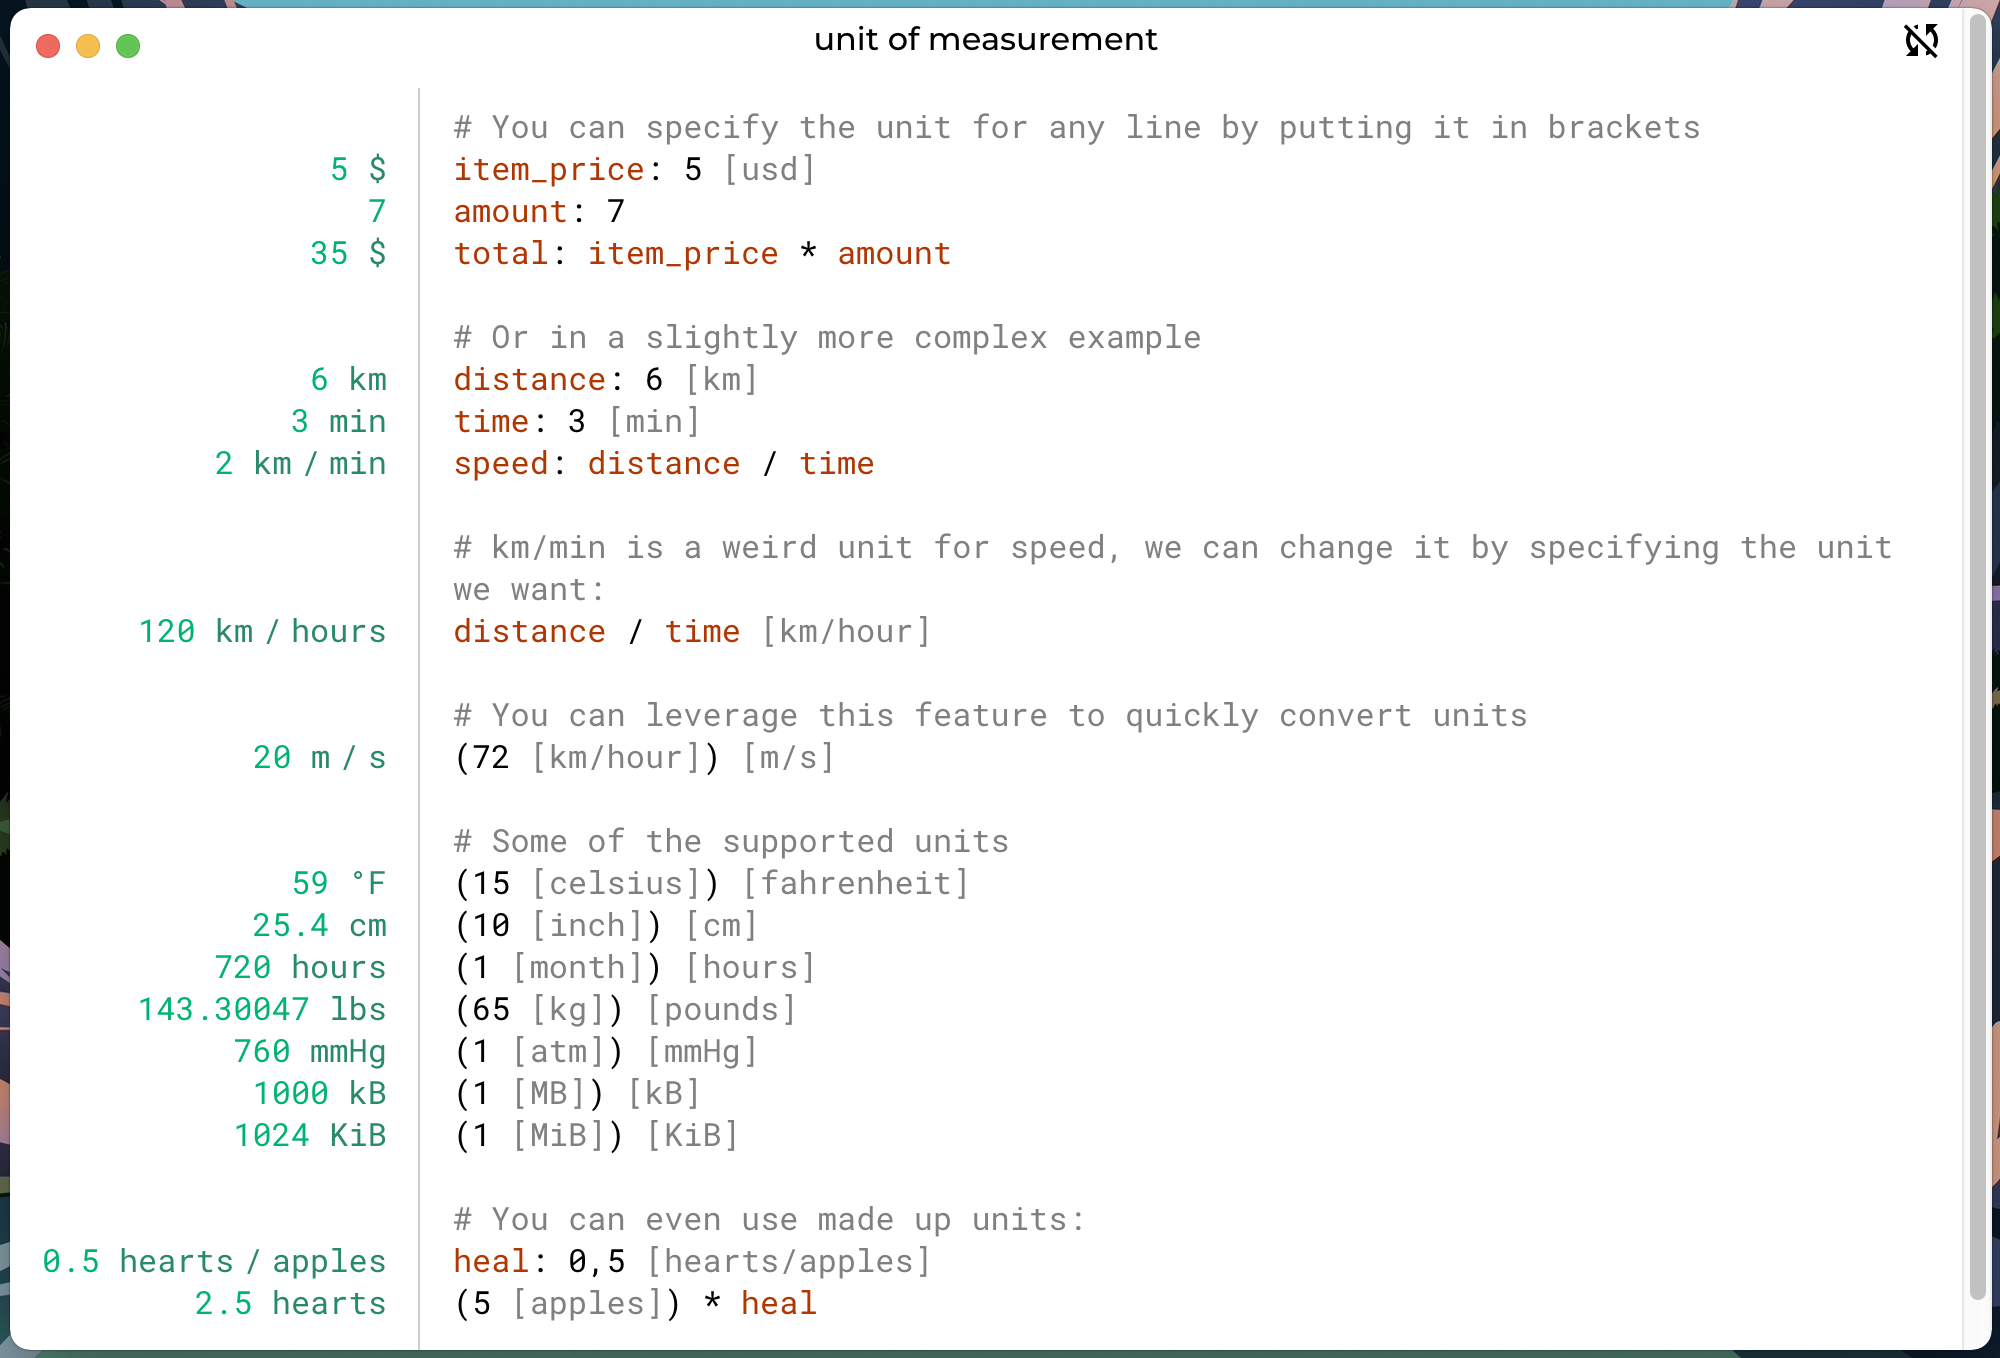 unit of measurement
# You can specify the unit for any line by putting it in brackets
5 $ item_price: 5 [usd]
7 amount: 7
35 $ total: item_price * amount
# Or in a slightly more complex example
6 km distance: 6 [km]
3 min time: 3 [min]
2 km / min speed: distance / time
# km/min is a weird unit for speed, we can change it by specifying the unit
we want:
120 km / hours distance / time [km/hour]
# You can leverage this feature to quickly convert units
20 m / s (72 [km/hour]) [m/s]
# Some of the supported units
59 °F (15 [celsius]) [fahrenheit]
25.4 cm (10 [inch]) [cm]
720 hours (1 [month]) [hours]
143.30047 lbs (65 [kg]) [pounds]
760 mmHg (1 [atm]) [mmHg]
1000 kB (1 [MB]) [kB]
1024 KiB (1 [MiB]) [KiB]
# You can even use made up units:
0.5 hearts / apples heal: 0,5 [hearts/apples]
2.5 hearts (5 [apples]) * heal